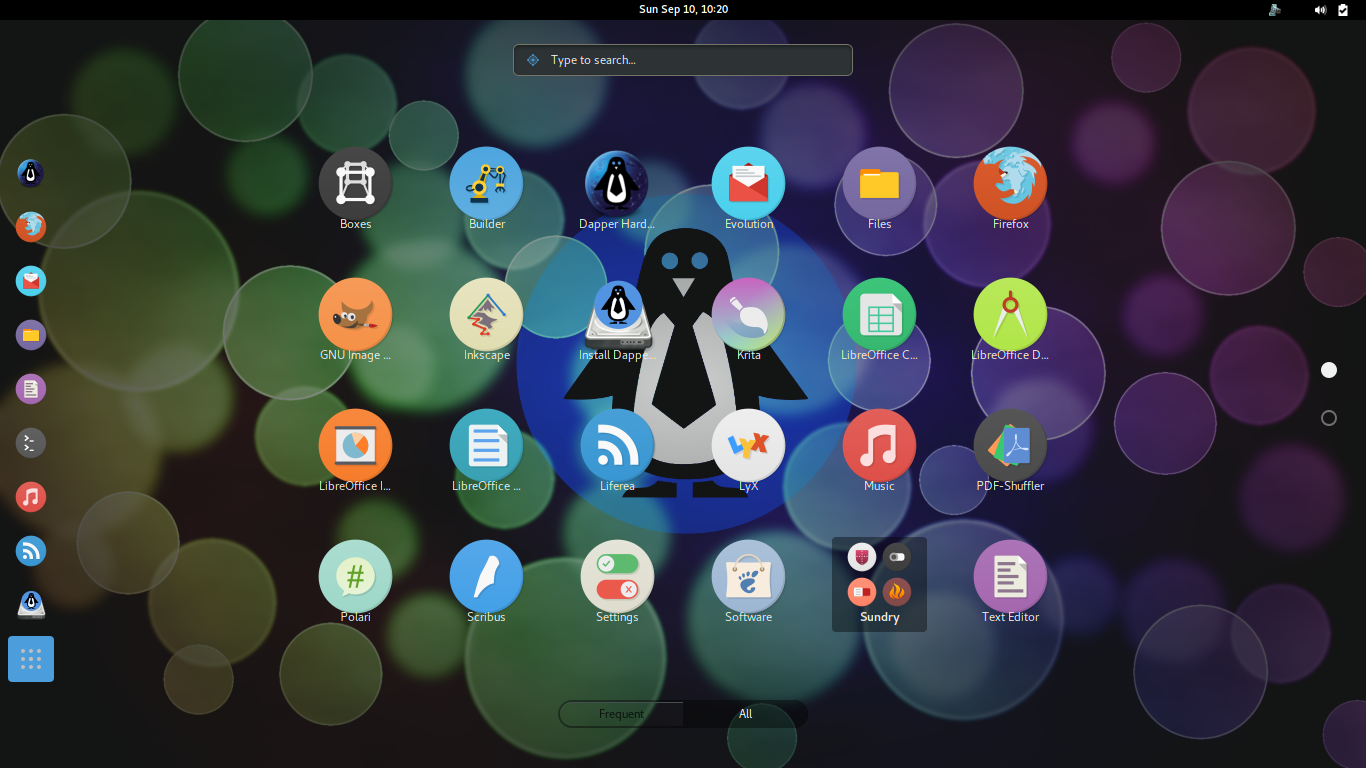 Sun Sep 10, 10:20
Type to search...
Boxes
Builder
Dapper Hard...
Evolution
Files
Firefox
GNU Image ...
Inkscape
Install Dappe...
Krita
LibreOffice C...
LibreOffice D...
LibreOffice I...
LibreOffice ...
Liferea
LyX
LyX
Music
PDF-Shuffler
Polari
Scribus
Settings
Software
Sundry
Text Editor
Frequent
All